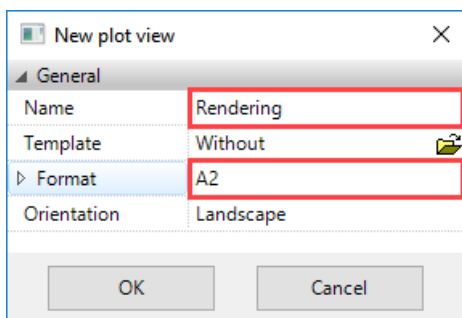 New plot view
General
Name Rendering
Template Without
Format A2
Orientation Landscape
OK Cancel